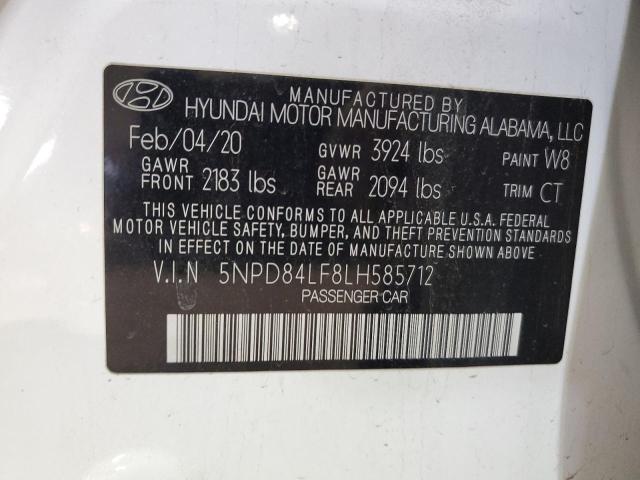 MANUFACTURED BY
HYUNDAI MOTOR MANUFACTURING ALABAMA, LLC
Feb/04/20 GVWR 3924 lbs PAINT W8
GAWR FRONT 2183 lbs GAWR REAR 2094 lbs TRIM CT
THIS VEHICLE CONFORMS TO ALL APPLICABLE U.S.A. FEDERAL
MOTOR VEHICLE SAFETY, BUMPER, AND THEFT PREVENTION STANDARDS
IN EFFECT ON THE DATE OF MANUFACTURE SHOWN ABOVE
V.I.N 5NPD84LF8LH585712
PASSENGER CAR